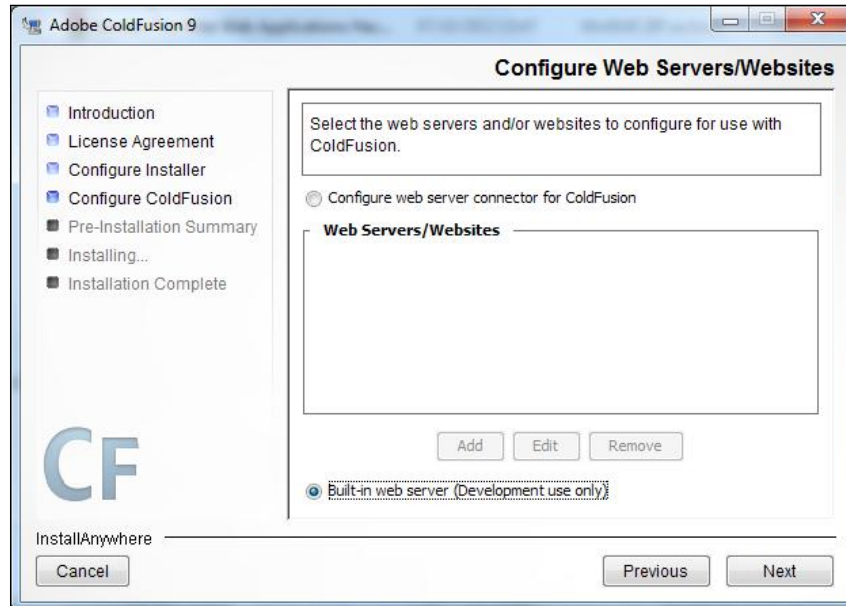 Adobe ColdFusion 9
Configure Web Servers/Websites
Introduction
License Agreement
Configure Installer
Configure ColdFusion
Pre-Installation Summary
Installing...
Installation Complete
CF
Select the web servers and/or websites to configure for use with
ColdFusion.
Configure web server connector for ColdFusion
Web Servers/Websites
Add Edit Remove
Built-in web server (Development use only)
InstallAnywhere
Cancel Previous Next